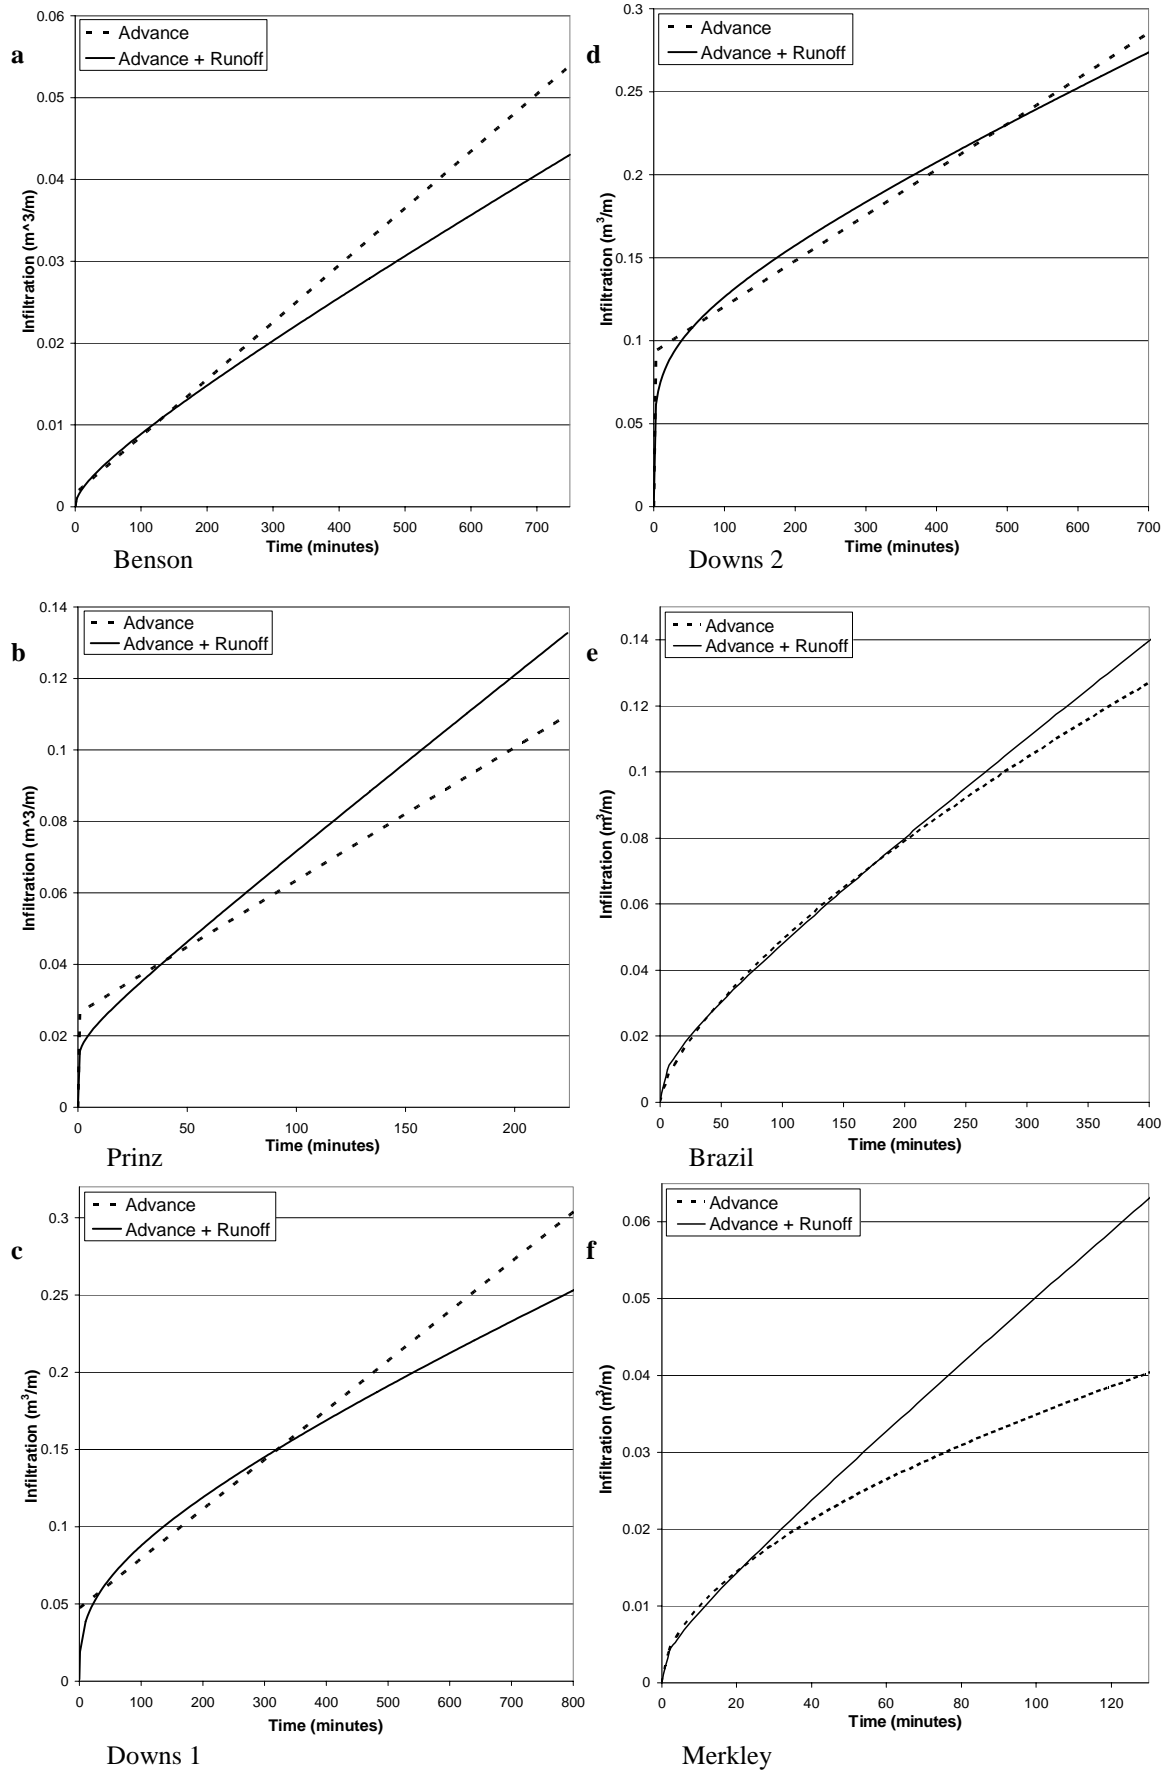 a
Advance
Advance + Runoff
0.06
0.05
0.04
0.03
0.02
0.01
0
Infiltration (m^3/m)
0 100 200 300 400 500 600 700
Time (minutes)
Benson
d
Advance
Advance + Runoff
0.3
0.25
0.2
0.15
0.1
0.05
0
Infiltration (m³/m)
0 100 200 300 400 500 600 700
Time (minutes)
Downs 2
b
Advance
Advance + Runoff
0.14
0.12
0.1
0.08
0.06
0.04
0.02
0
Infiltration (m^3/m)
0 50 100 150 200
Time (minutes)
Prinz
e
Advance
Advance + Runoff
0.14
0.12
0.1
0.08
0.06
0.04
0.02
0
Infiltration (m³/m)
0 50 100 150 200 250 300 350 400
Time (minutes)
Brazil
c
Advance
Advance + Runoff
0.3
0.25
0.2
0.15
0.1
0.05
0
Infiltration (m³/m)
0 100 200 300 400 500 600 700 800
Time (minutes)
Downs 1
f
Advance
Advance + Runoff
0.06
0.05
0.04
0.03
0.02
0.01
0
Infiltration (m³/m)
0 20 40 60 80 100 120
Time (minutes)
Merkley